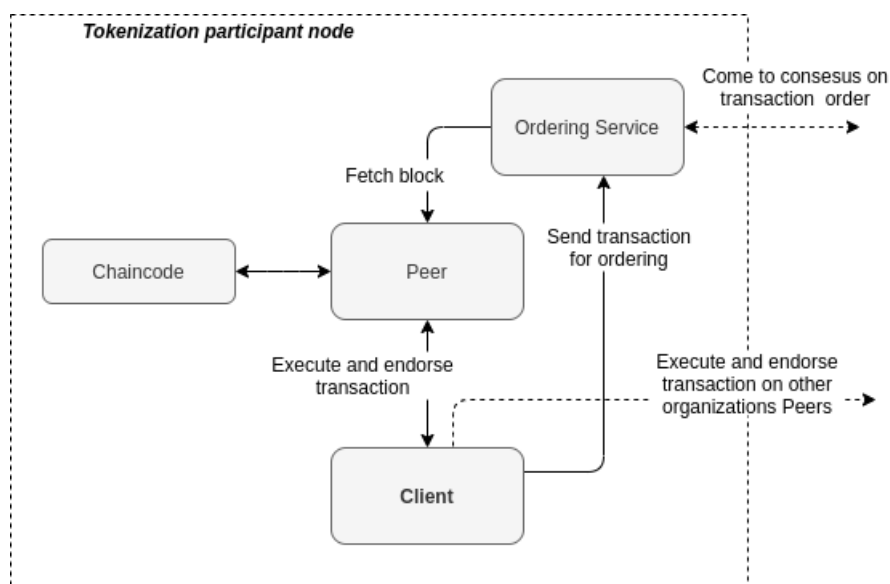 Tokenization participant node
Come to consesus on
transaction order
Ordering Service
Fetch block
Send transaction
for ordering
Chaincode
Peer
Execute and endorse
transaction
Execute and endorse
transaction on other
organizations Peers
Client